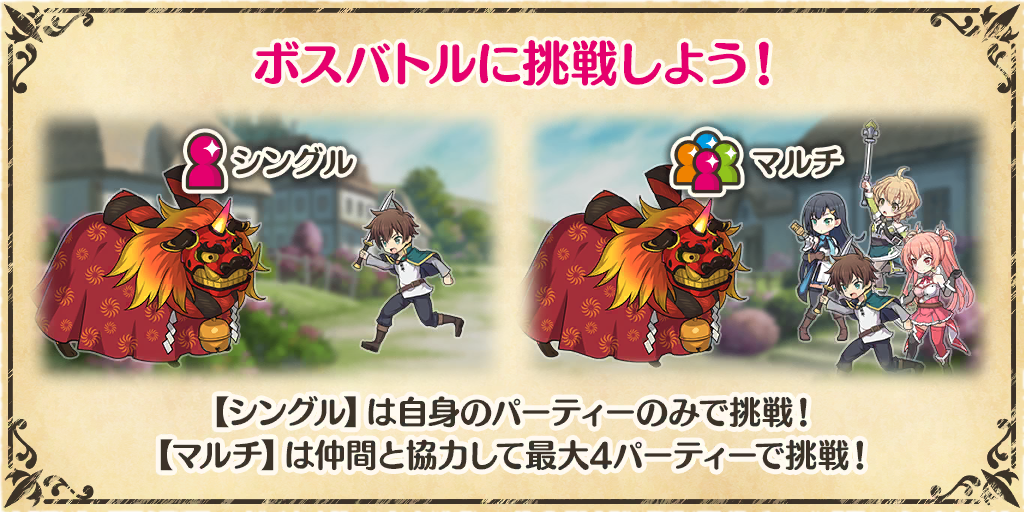 ボスバトルに挑戦しよう！
シングル
マルチ
【シングル】は自身のパーティーのみで挑戦！
【マルチ】は仲間と協力して最大4パーティーで挑戦！